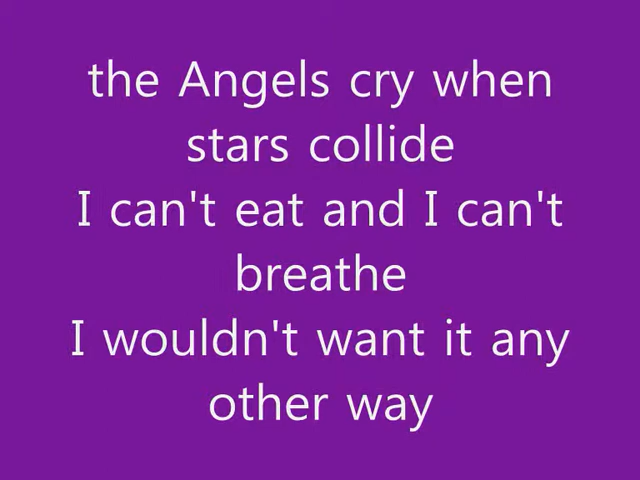 the Angels cry when
stars collide
I can't eat and I can't
breathe
I wouldn't want it any
other way